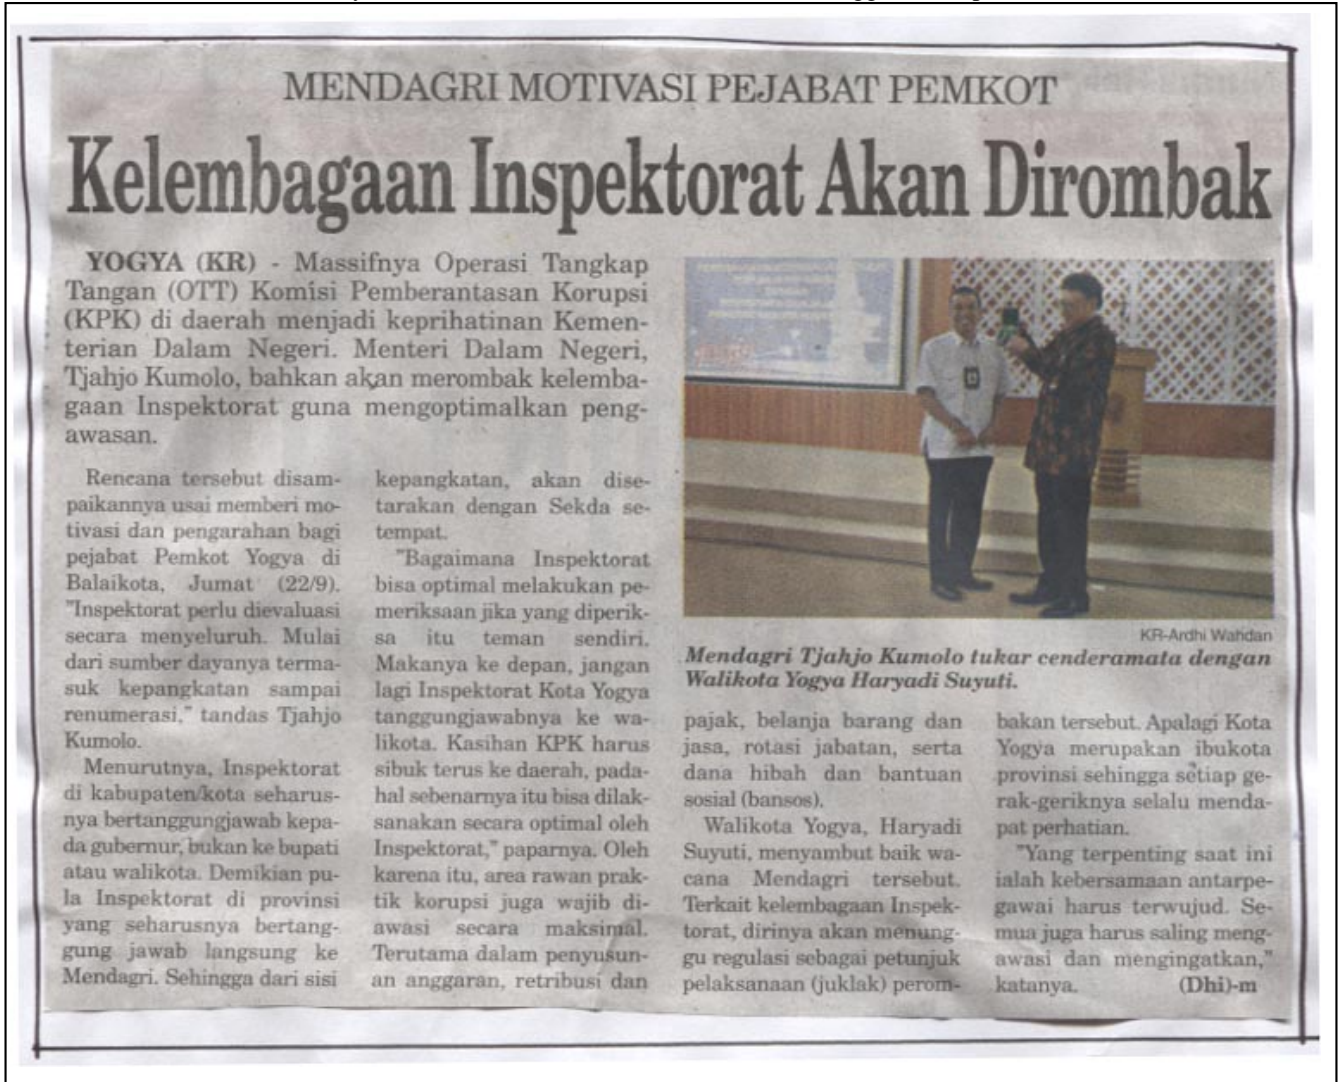 MENDAGRI MOTIVASI PEJABAT PEMKOT
Kelembagaan Inspektorat Akan Dirombak
YOGYA (KR) - Massifnya Operasi Tangkap
Tangan (OTT) Komisi Pemberantasan Korupsi
(KPK) di daerah menjadi keprihatinan Kemen-
terian Dalam Negeri. Menteri Dalam Negeri,
Tjahjo Kumolo, bahkan akan merombak kelemba-
gaan Inspektorat guna mengoptimalkan peng-
awasan.
Rencana tersebut disam-
paikannya usai memberi mo-
tivasi dan pengarahan bagi
pejabat Pemkot Yogya di
Balaikota, Jumat (22/9).
"Inspektorat perlu dievaluasi
secara menyeluruh. Mulai
dari sumber dayanya terma-
suk kepangkatan sampai
renumerasi," tandas Tjahjo
Kumolo.
Menurutnya, Inspektorat
di kabupaten/kota seharus-
nya bertanggungjawab kepa-
da gubernur, bukan ke bupati
atau walikota. Demikian pu-
la Inspektorat di provinsi
yang seharusnya bertang-
gung jawab langsung ke
Mendagri. Sehingga dari sisi
kepangkatan, akan dise-
tarakan dengan Sekda se-
tempat.
"Bagaimana Inspektorat
bisa optimal melakukan pe-
meriksaan jika yang diperik-
sa itu teman sendiri.
Makanya ke depan, jangan
lagi Inspektorat Kota Yogya
tanggungjawabnya ke wa-
likota. Kasihan KPK harus
sibuk terus ke daerah, pada-
hal sebenarnya itu bisa dilak-
sanakan secara optimal oleh
Inspektorat," paparnya. Oleh
karena itu, area rawan prak-
tik korupsi juga wajib di-
awasi secara maksimal.
Terutama dalam penyusun-
an anggaran, retribusi dan
KR-Ardhi Wahdan
Mendagri Tjahjo Kumolo tukar cenderamata dengan
Walikota Yogya Haryadi Suyuti.
pajak, belanja barang dan
jasa, rotasi jabatan, serta
dana hibah dan bantuan
sosial (bansos).
Walikota Yogya, Haryadi
Suyuti, menyambut baik wa-
cana Mendagri tersebut.
Terkait kelembagaan Inspek-
torat, dirinya akan menung-
gu regulasi sebagai petunjuk
pelaksanaan (juklak) perom-
bakan tersebut. Apalagi Kota
Yogya merupakan ibukota
provinsi sehingga setiap ge-
rak-geriknya selalu menda-
pat perhatian.
"Yang terpenting saat ini
ialah kebersamaan antarpe-
gawai harus terwujud. Se-
mua juga harus saling meng-
awasi dan mengingatkan,"
katanya. (Dhi)-m